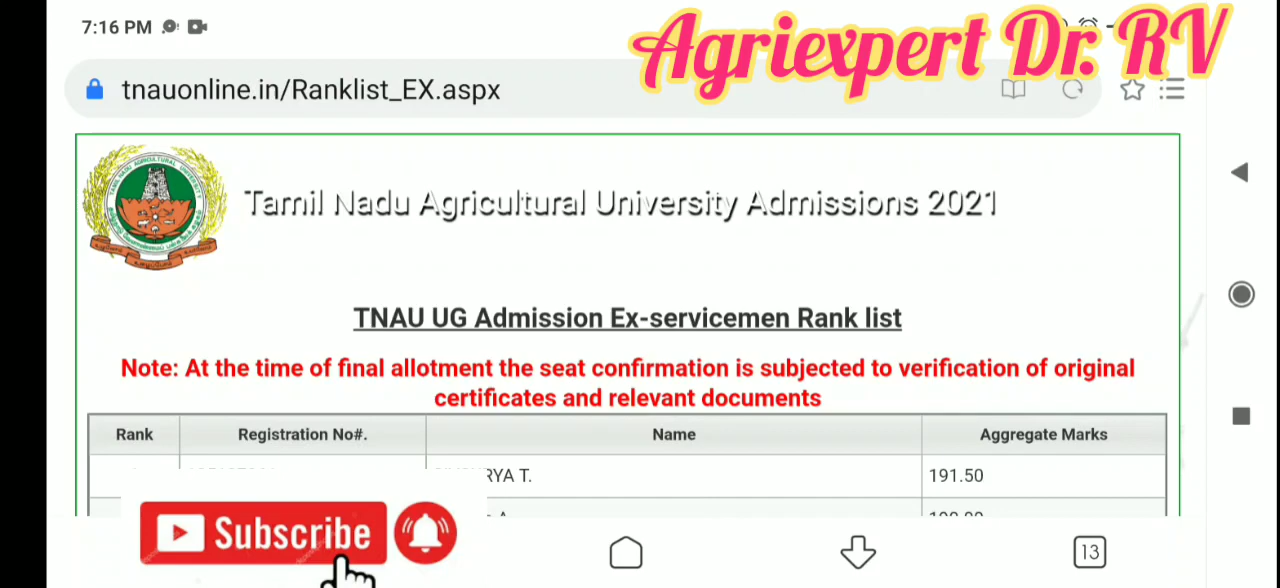 7:16 PM
Agriexpert Dr. RV
tnauonline.in/Ranklist_EX.aspx
Tamil Nadu Agricultural University Admissions 2021
TNAU UG Admission Ex-servicemen Rank list
Note: At the time of final allotment the seat confirmation is subjected to verification of original
certificates and relevant documents
Rank Registration No#. Name Aggregate Marks
T. 191.50
Subscribe
13